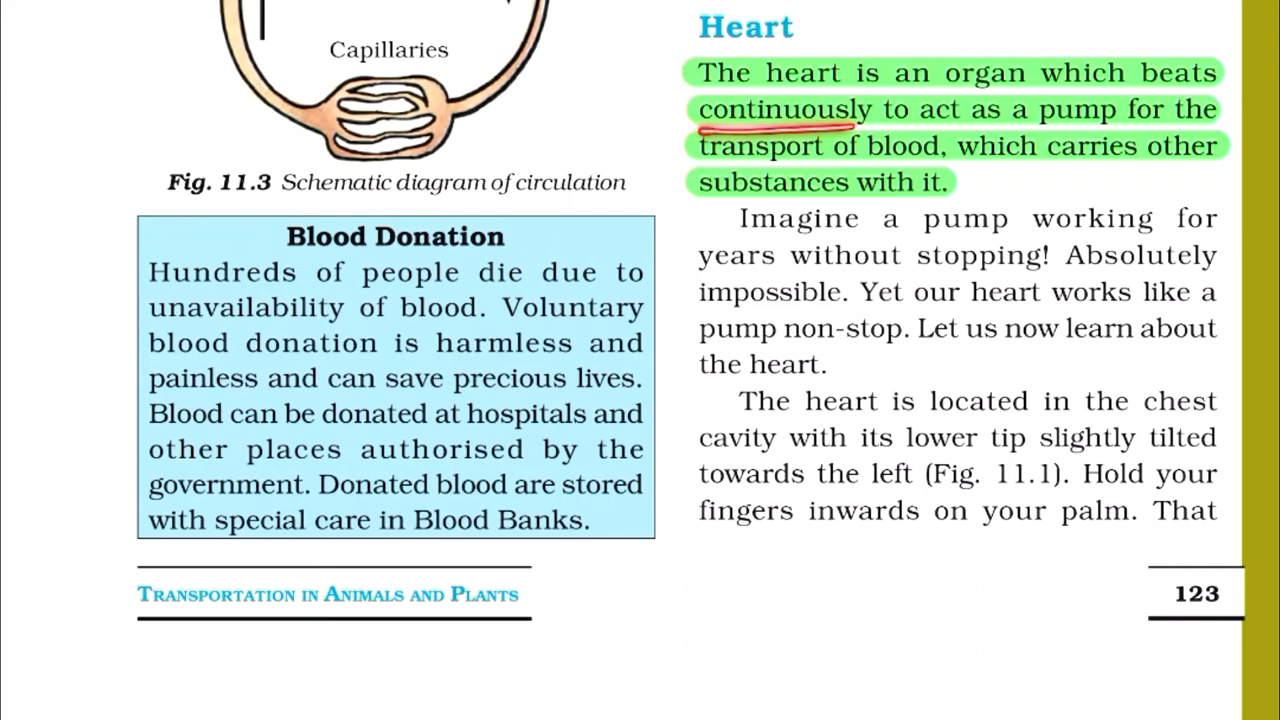 Capillaries
Fig. 11.3 Schematic diagram of circulation
Blood Donation
Hundreds of people die due to
unavailability of blood. Voluntary
blood donation is harmless and
painless and can save precious lives.
Blood can be donated at hospitals and
other places authorised by the
government. Donated blood are stored
with special care in Blood Banks.
Heart
The heart is an organ which beats
continuously to act as a pump for the
transport of blood, which carries other
substances with it.
Imagine a pump working for
years without stopping! Absolutely
impossible. Yet our heart works like a
pump non-stop. Let us now learn about
the heart.
The heart is located in the chest
cavity with its lower tip slightly tilted
towards the left (Fig. 11.1). Hold your
fingers inwards on your palm. That
TRANSPORTATION IN ANIMALS AND PLANTS
123